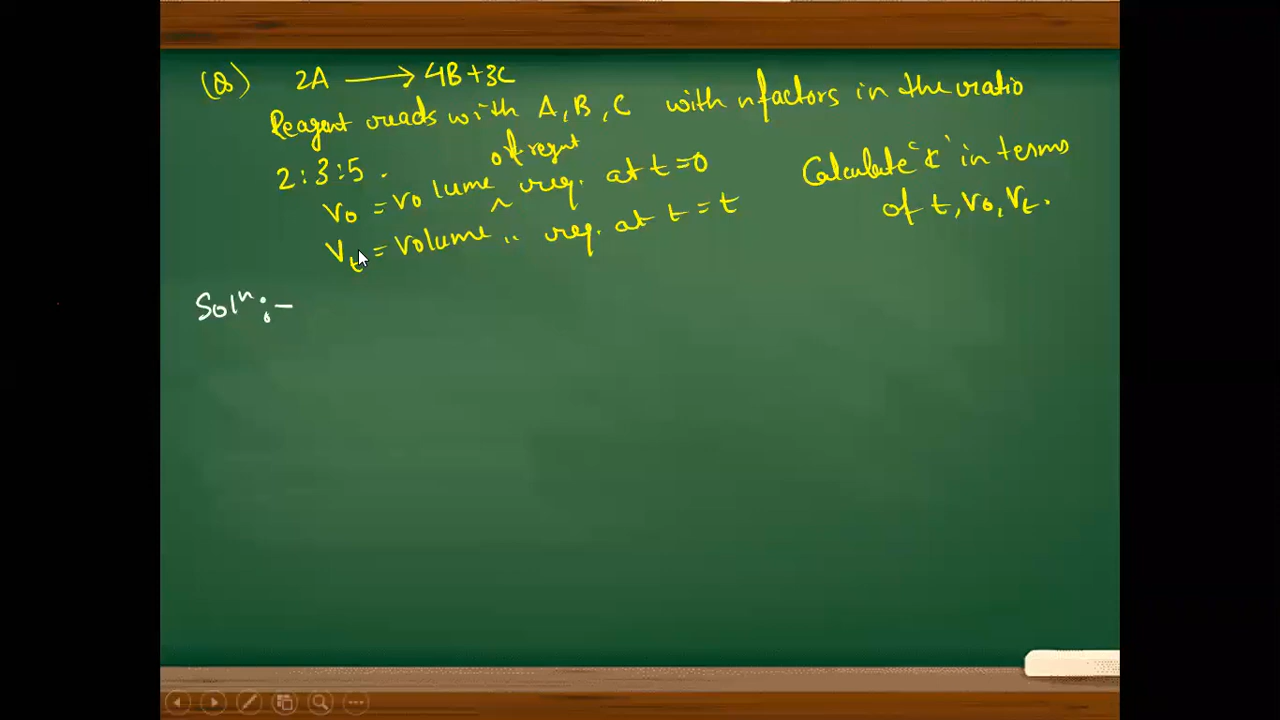 (Q) 2A ⟶ 4B+3C
Reagent reacts with A, B, C with n factors in the ratio
2:3:5.
V₀ = volume of regnt req. at t=0
Vₜ = volume ,, req. at t=t
Calculate 'k' in terms
of t, V₀, Vₜ.
Solⁿ:-